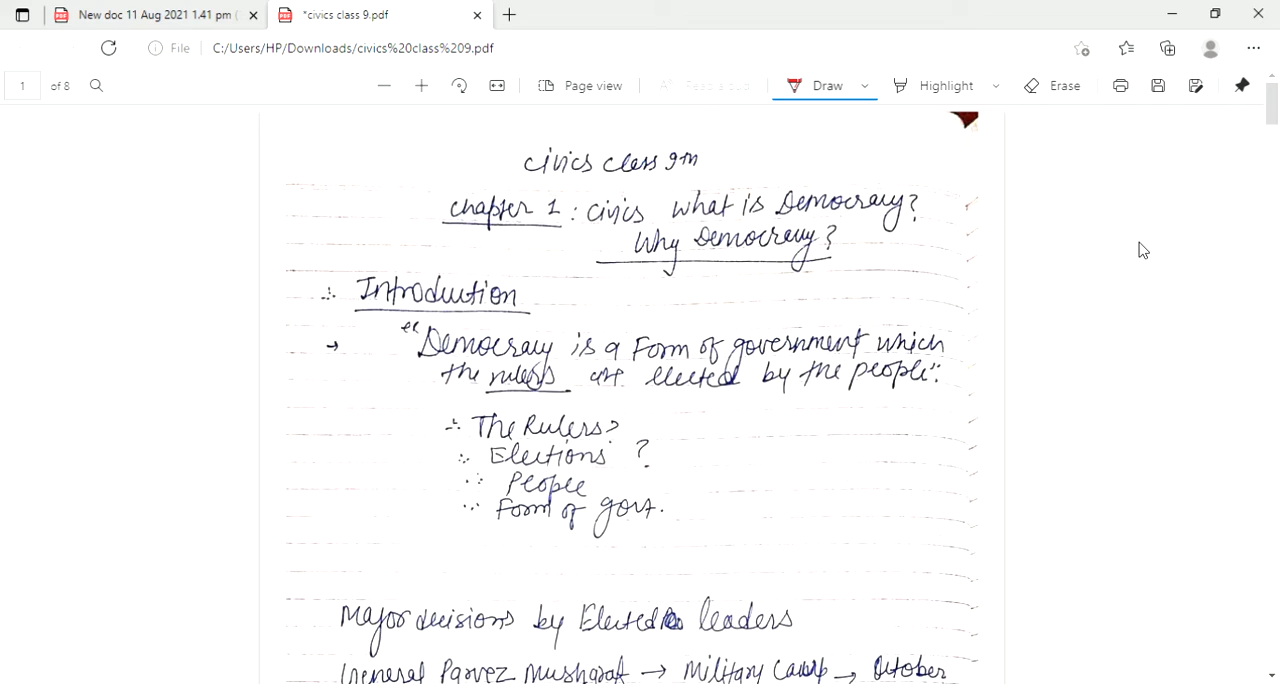 New doc 11 Aug 2021 1.41 pm (
*civics class 9.pdf
File
C:/Users/HP/Downloads/civics%20class%209.pdf
1 of 8
Page view
Draw
Highlight
Erase
civics class 9th
Chapter 1 : civics What is Democracy?
Why Democracy?
∴ Introduction
→ "Democracy is a Form of government which
the rulers are elected by the people":
∴ The Rulers?
∴ Elections ?
∴ People
∴ Form of govt.
Major decisions by Elected leaders
General Parvez Musharaf → Military Camp → October